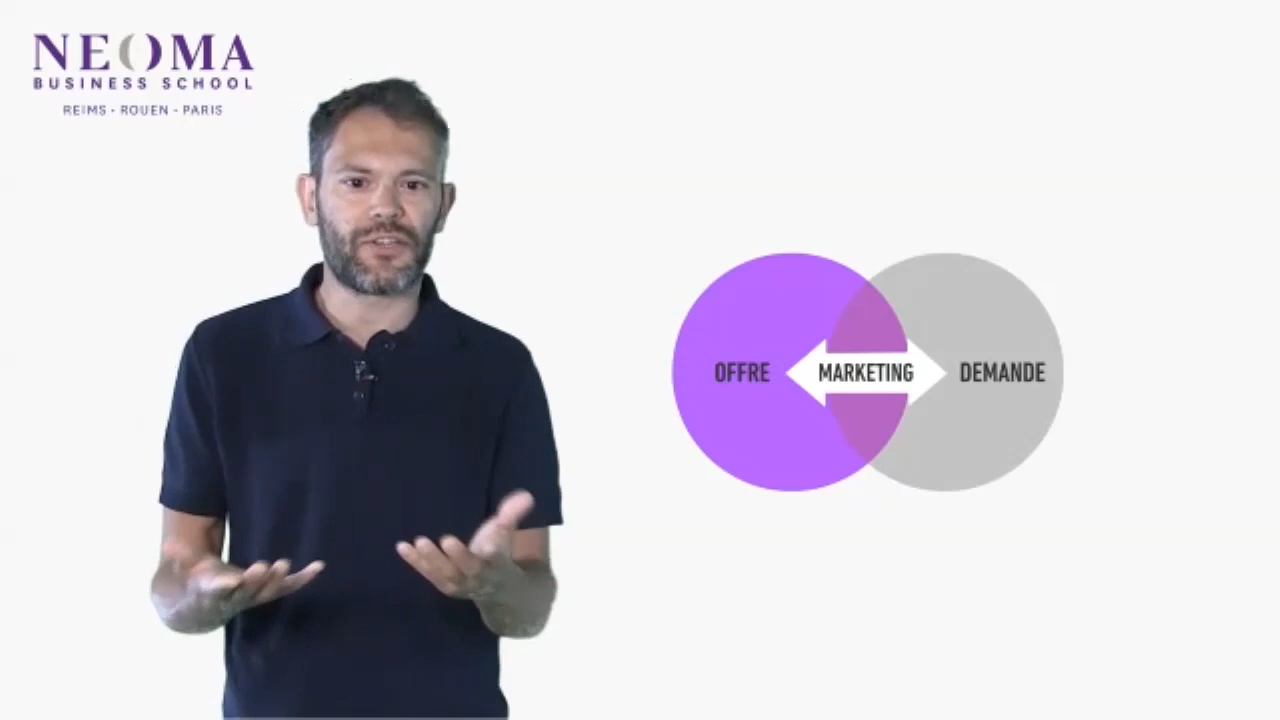 NEOMA
BUSINESS SCHOOL
REIMS - ROUEN - PARIS
OFFRE
MARKETING
DEMANDE